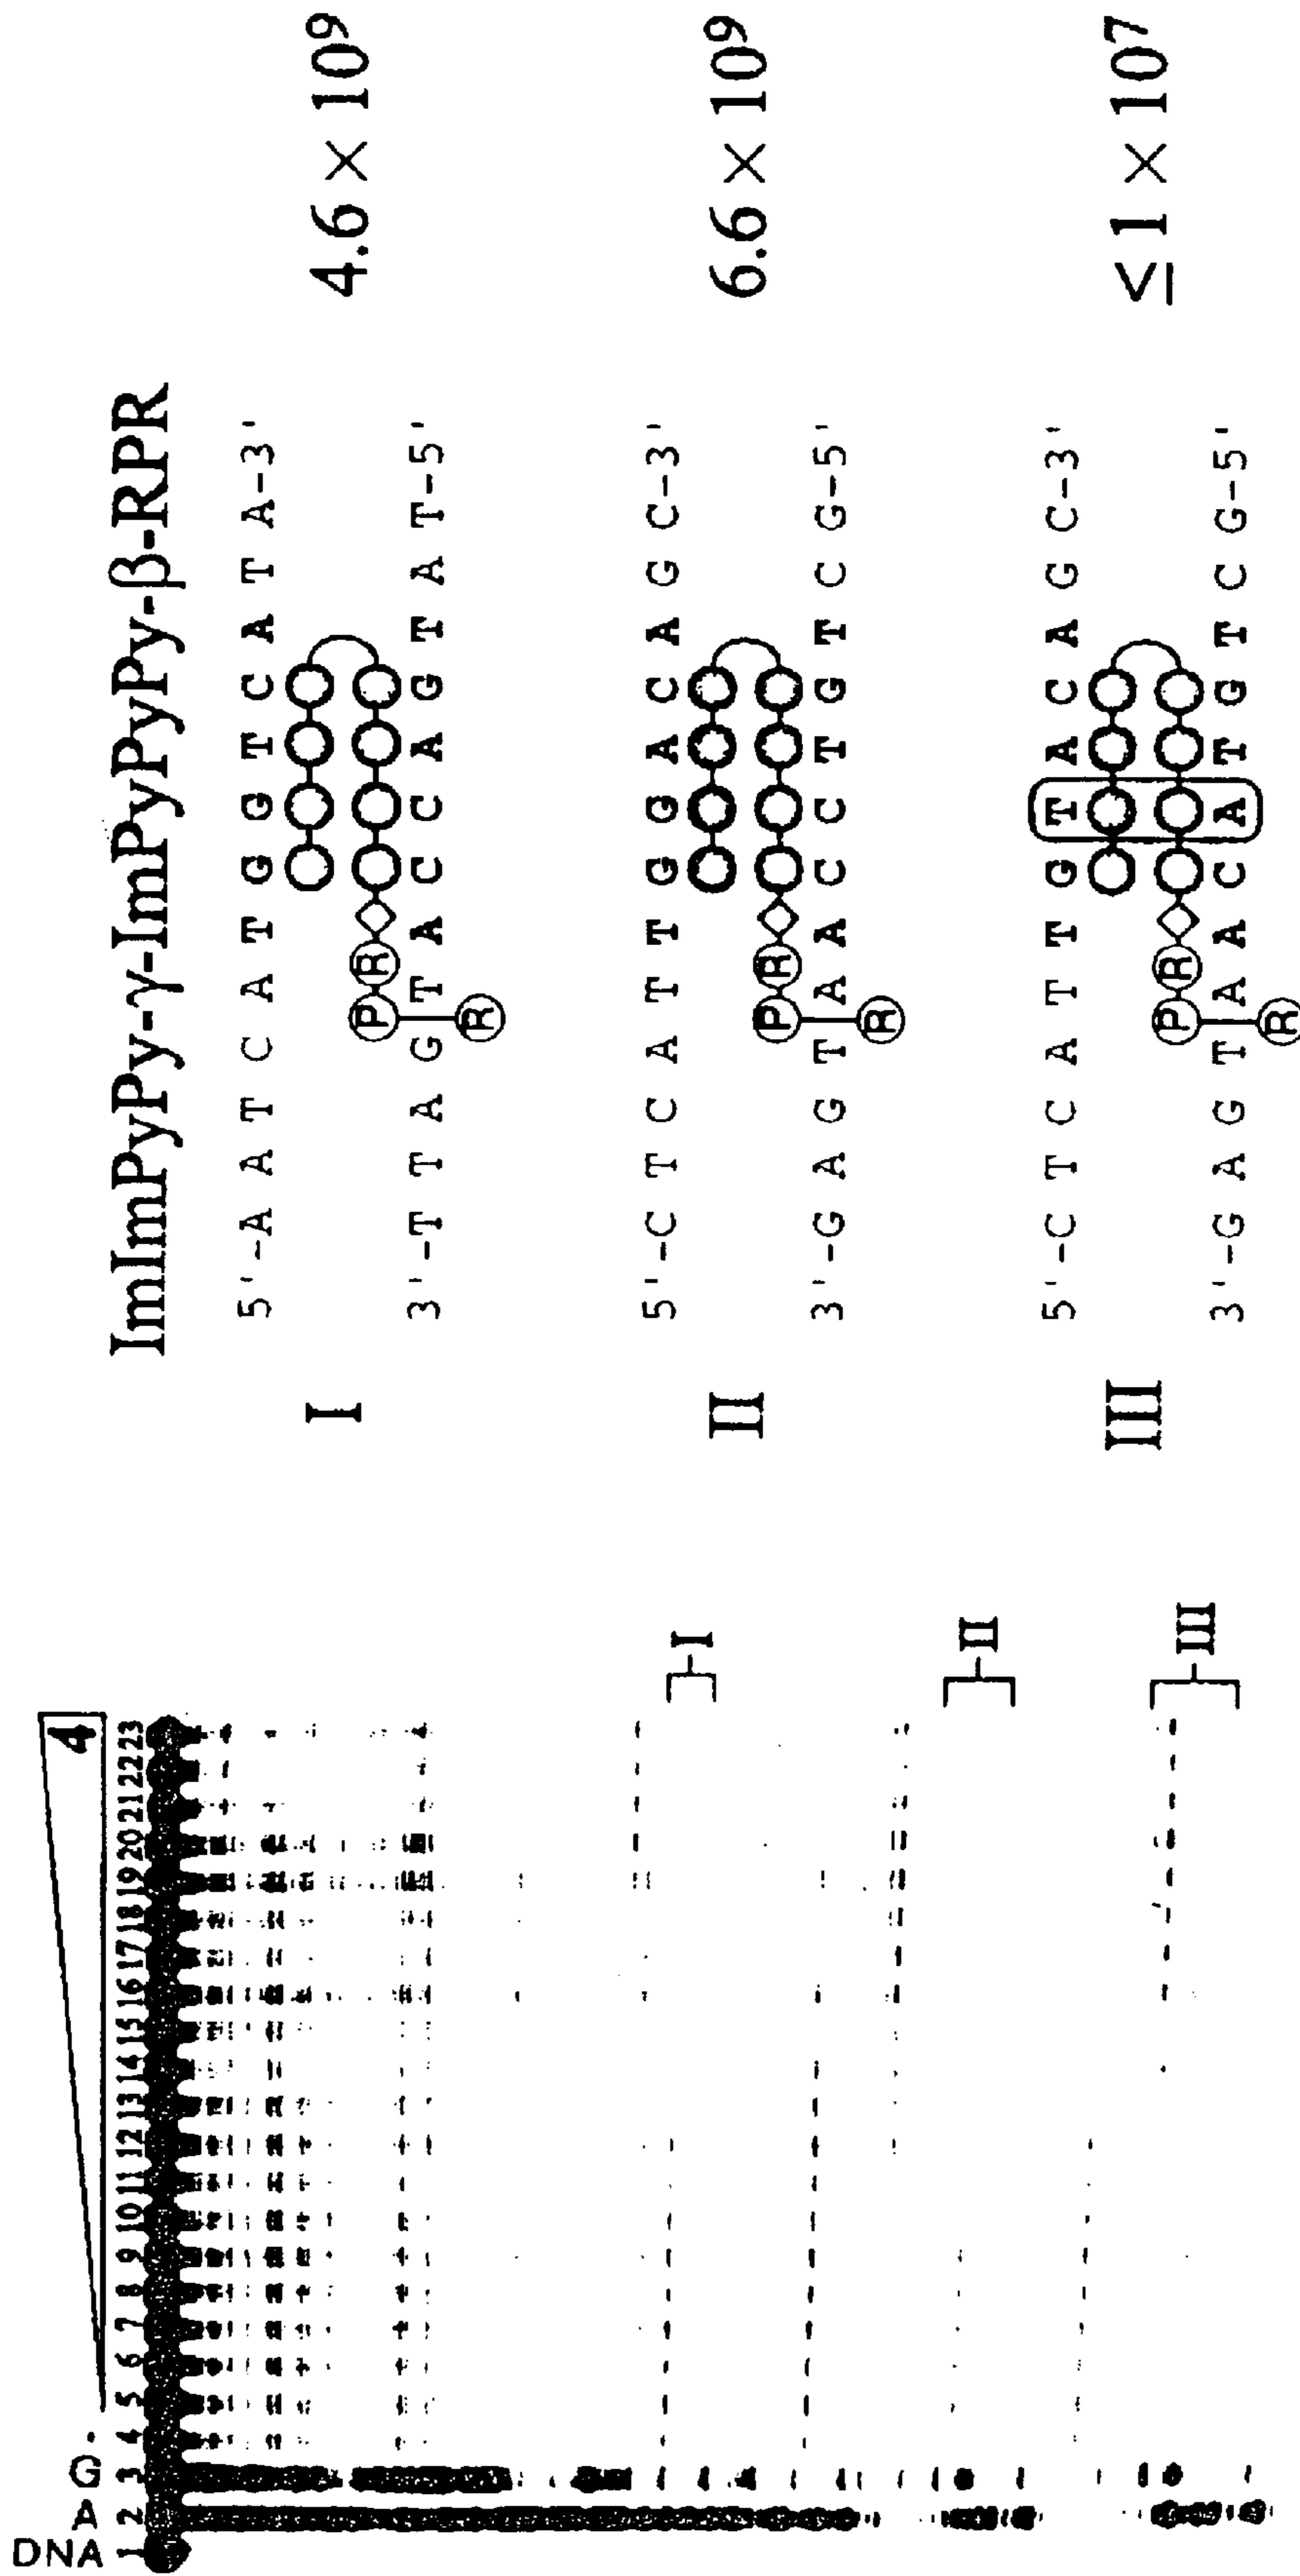 DNA A G - 4
1 2 3 4 5 6 7 8 9 10 11 12 13 14 15 16 17 18 19 20 21 22 23
I
II
III
ImImPyPy-γ-ImPyPyPy-β-RPR
I
5'-A A T C A T G G T C A T A-3'
P R
3'-T T A G T A C C A G T A T-5'
R
4.6 × 10⁹
II
5'-C T C A T T G G A C A G C-3'
P R
3'-G A G T A A C C T G T C G-5'
R
6.6 × 10⁹
III
5'-C T C A T T G T A C A G C-3'
P R
3'-G A G T A A C A T G T C G-5'
R
≤ 1 × 10⁷